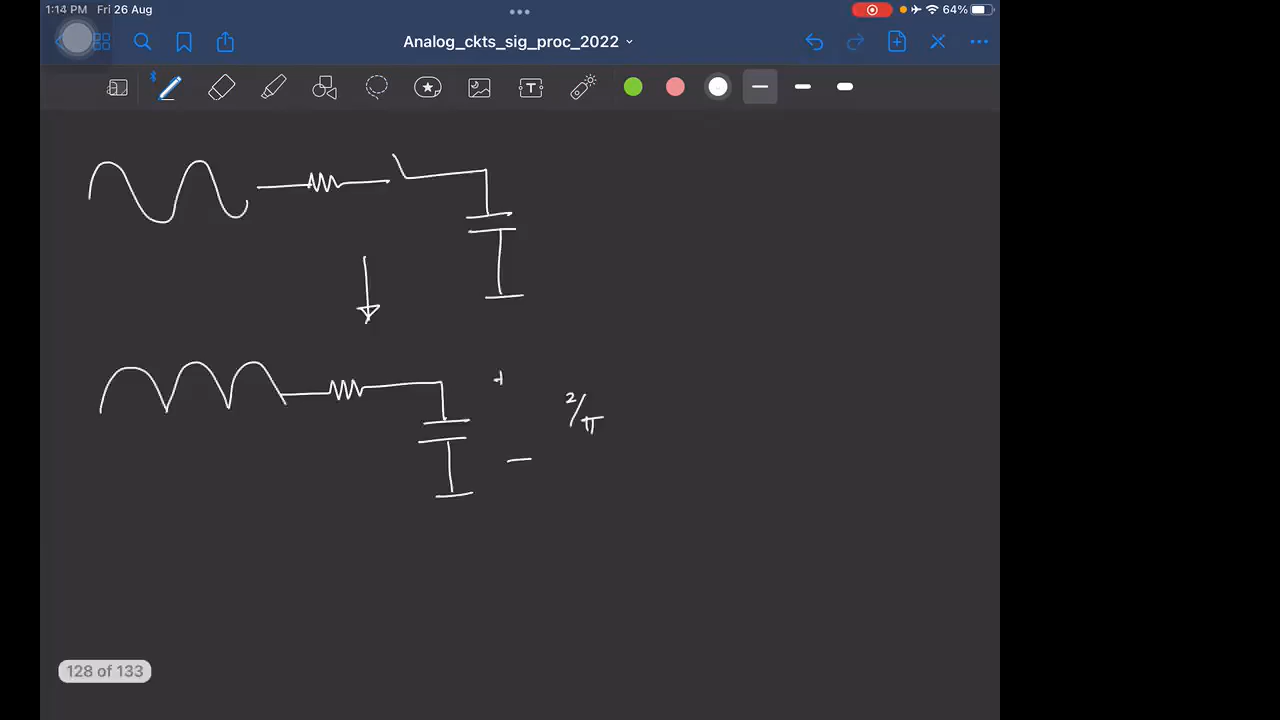 1:14 PM Fri 26 Aug
64%
Analog_ckts_sig_proc_2022
T
+
2/π
−
128 of 133